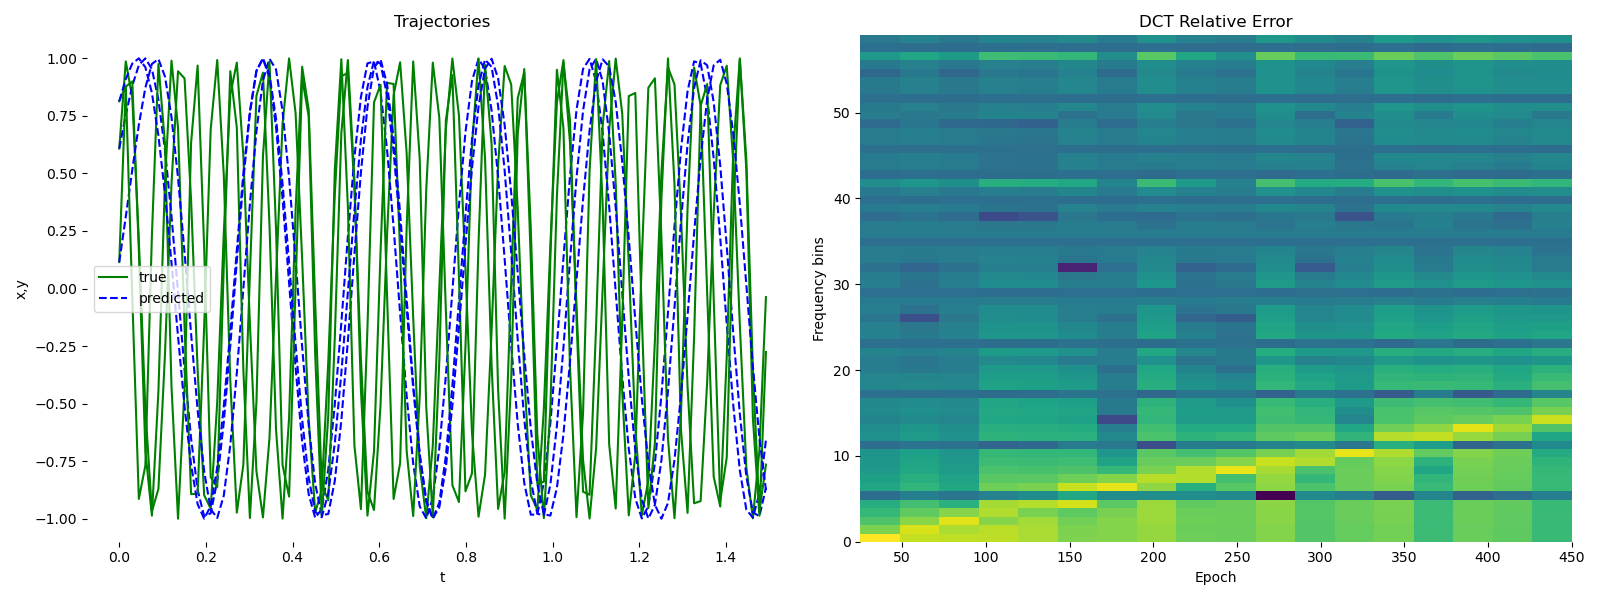 Trajectories
1.00
0.75
0.50
0.25
0.00
−0.25
−0.50
−0.75
−1.00
x,y
true
predicted
0.0 0.2 0.4 0.6 0.8 1.0 1.2 1.4
t
DCT Relative Error
50
40
30
20
10
0
Frequency bins
50 100 150 200 250 300 350 400 450
Epoch